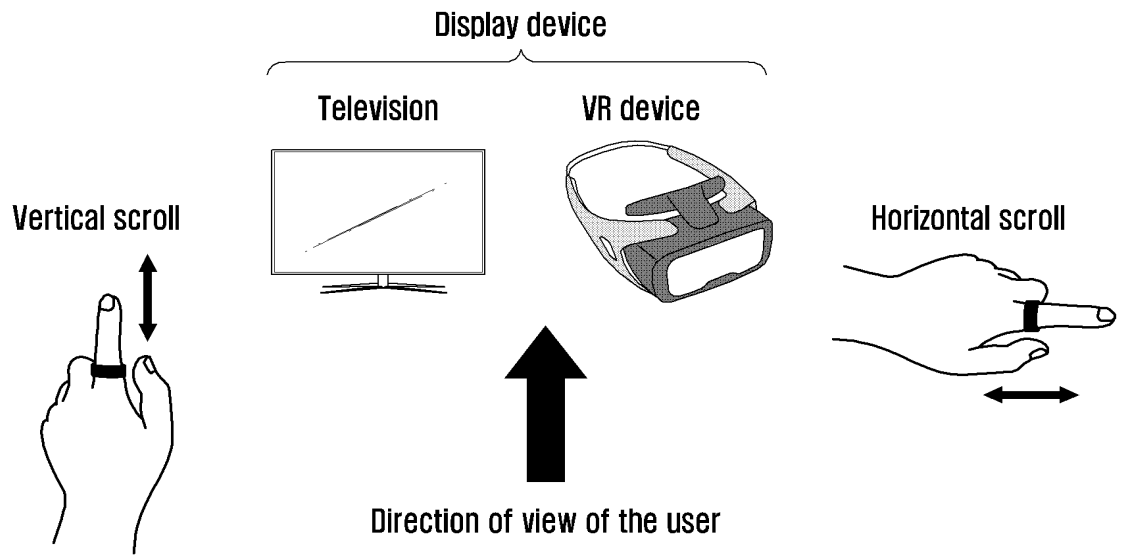 Display device
Television
VR device
Vertical scroll
Horizontal scroll
Direction of view of the user